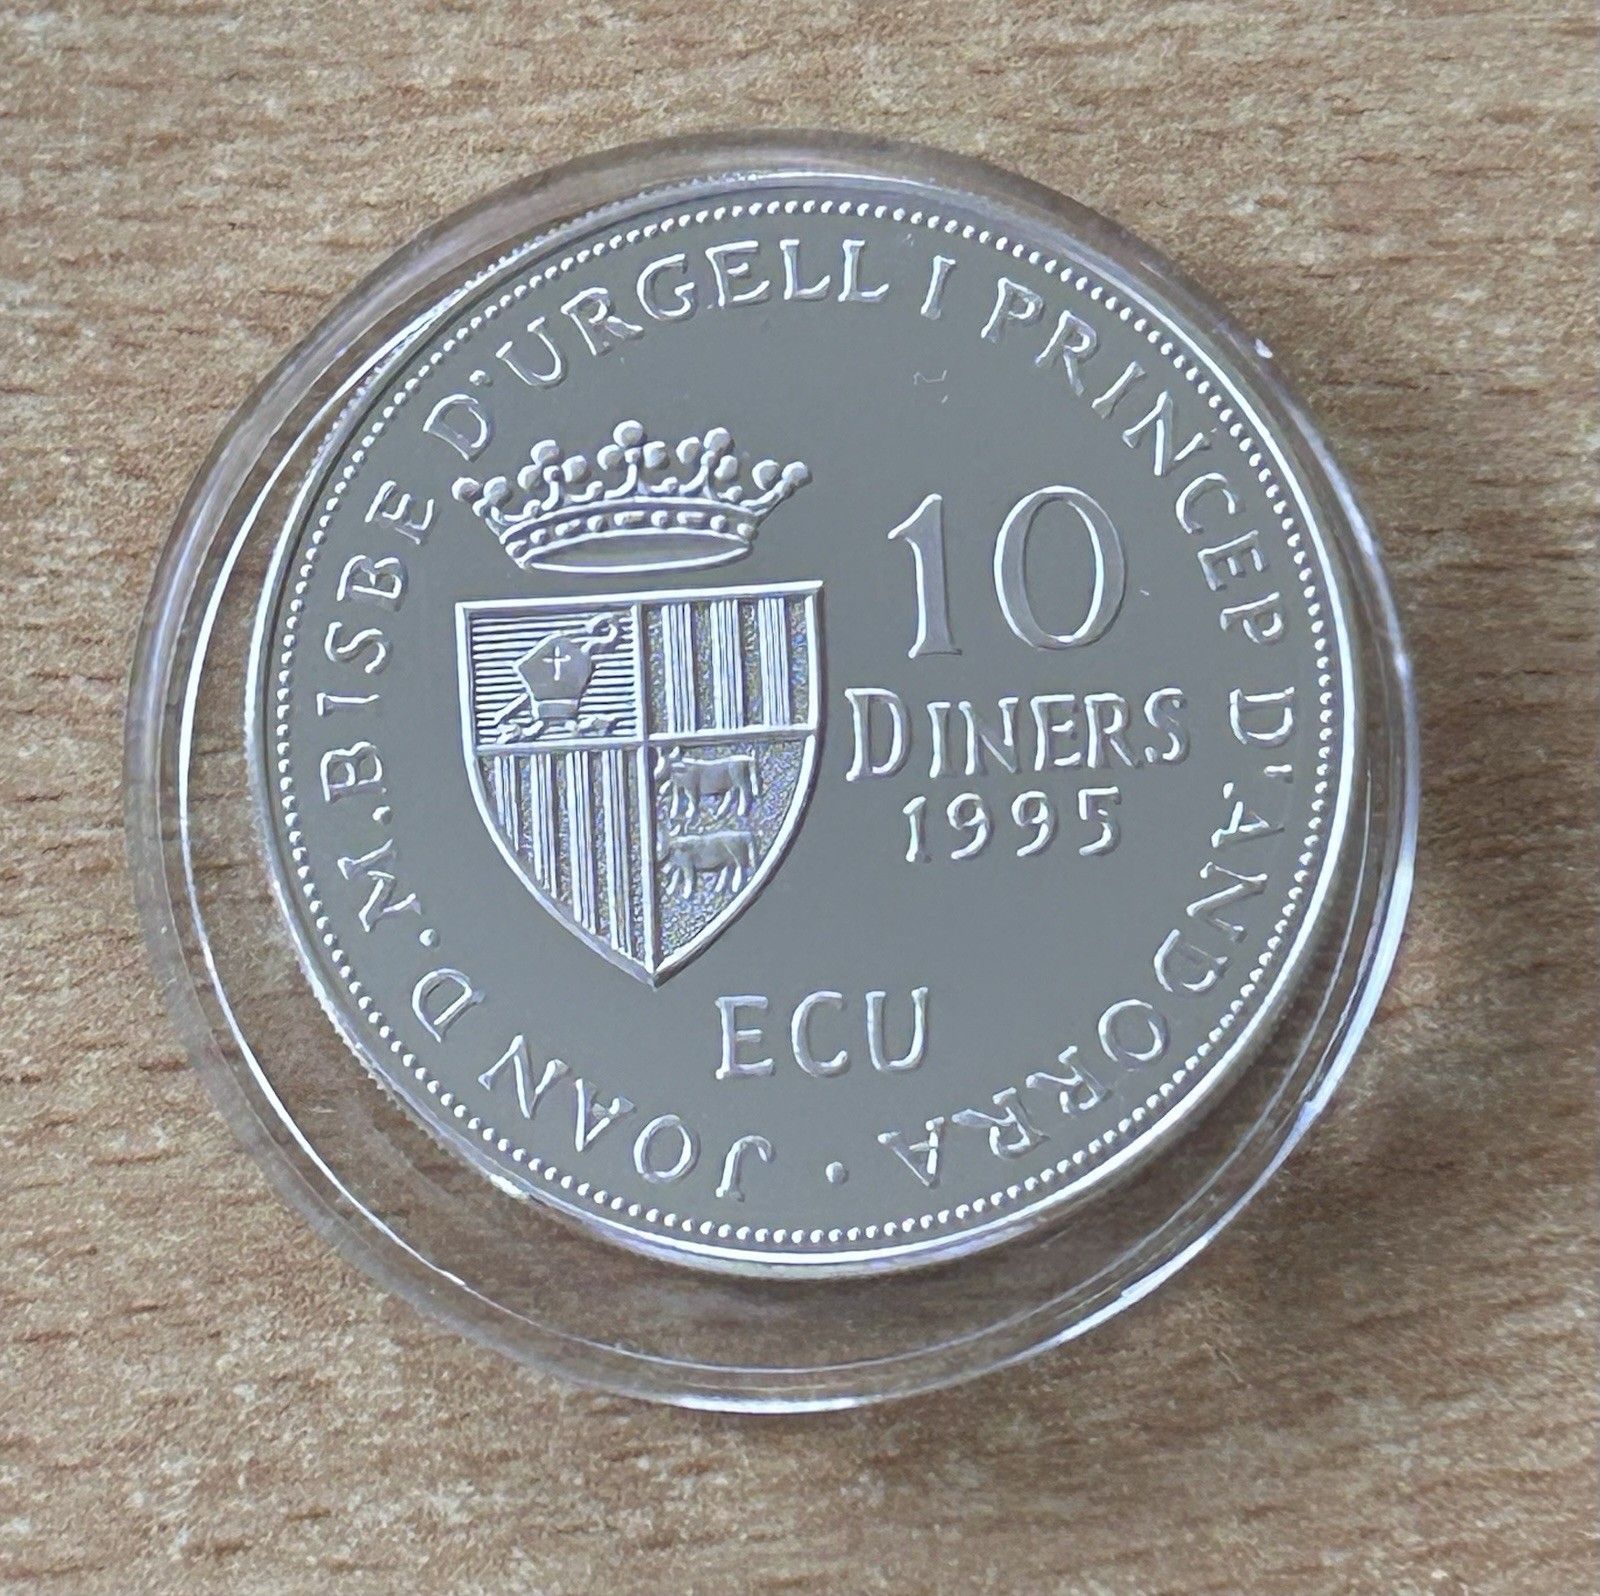 JOAN D.M.BISBE D'URGELL I PRINCEP D'ANDORRA ·
10
DINERS
1995
ECU